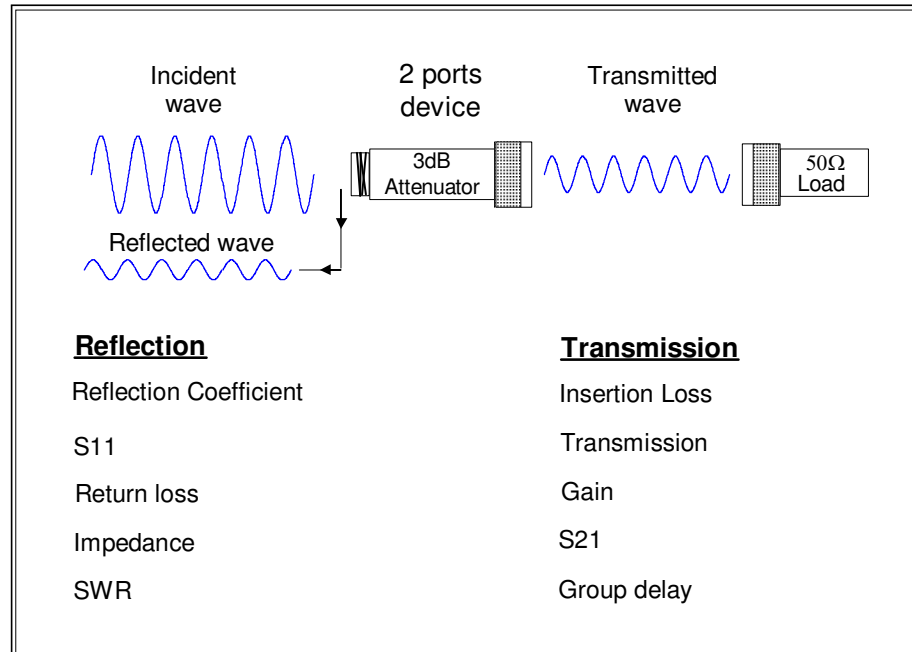 Incident
wave
2 ports
device
Transmitted
wave
3dB
Attenuator
50Ω
Load
Reflected wave
Reflection
Reflection Coefficient
S11
Return loss
Impedance
SWR
Transmission
Insertion Loss
Transmission
Gain
S21
Group delay